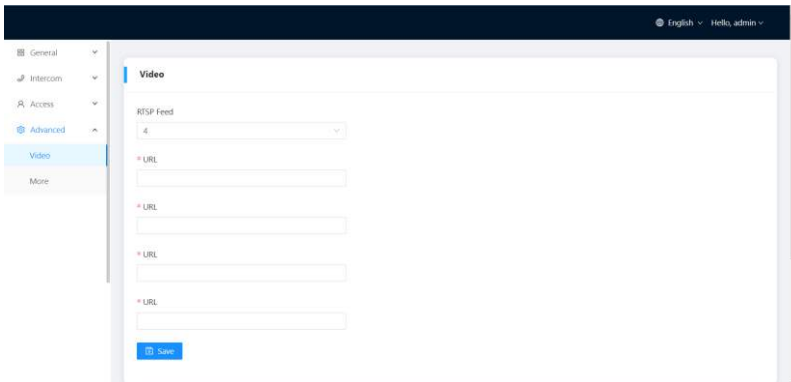 English Hello, admin
General
Intercom
Access
Advanced
Video
More
Video
RTSP Feed
4
* URL
* URL
* URL
* URL
Save